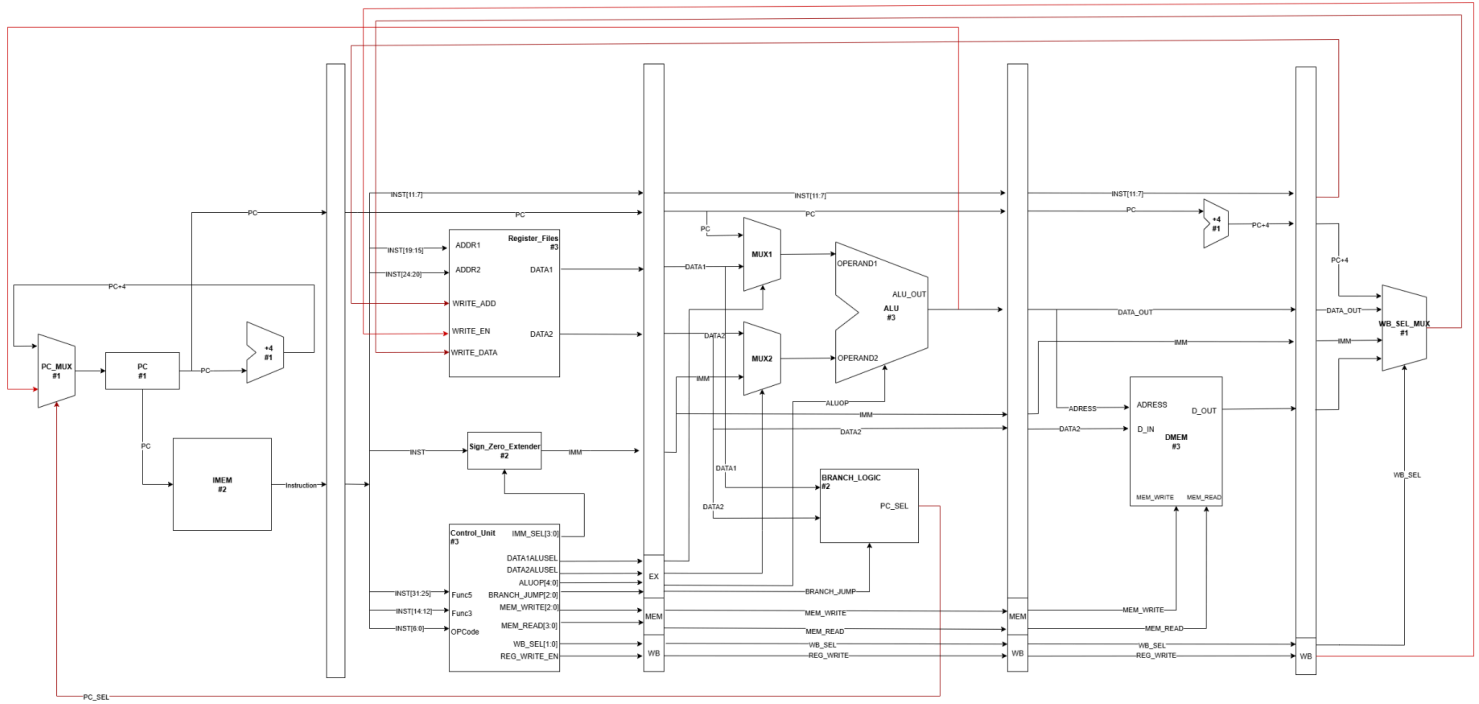 INST[11:7]
INST[11:7]
INST[11:7]
PC
PC
PC
PC
+4
#1
PC+4
Register_Files
#3
INST[19:15]
ADDR1
INST[24:20]
ADDR2
DATA1
WRITE_ADD
WRITE_EN
DATA2
WRITE_DATA
PC
MUX1
DATA1
OPERAND1
ALU_OUT
ALU
#3
OPERAND2
DATA2
MUX2
IMM
ALUOP
PC+4
DATA_OUT
DATA_OUT
IMM
WB_SEL_MUX
#1
PC+4
PC_MUX
#1
PC
#1
PC
+4
#1
PC
IMEM
#2
Instruction
INST
Sign_Zero_Extender
#2
IMM
IMM
DATA2
DATA1
DATA2
BRANCH_LOGIC
#2
PC_SEL
ADRESS
DATA2
ADRESS
D_OUT
D_IN
DMEM
#3
MEM_WRITE
MEM_READ
WB_SEL
Control_Unit
#3
IMM_SEL[3:0]
DATA1ALUSEL
DATA2ALUSEL
ALUOP[4:0]
BRANCH_JUMP[2:0]
MEM_WRITE[2:0]
MEM_READ[3:0]
WB_SEL[1:0]
REG_WRITE_EN
INST[31:25]
Func5
INST[14:12]
Func3
INST[6:0]
OPCode
EX
MEM
WB
BRANCH_JUMP
MEM_WRITE
MEM_READ
WB_SEL
REG_WRITE
MEM
WB
MEM_WRITE
MEM_READ
WB_SEL
REG_WRITE
WB
PC_SEL